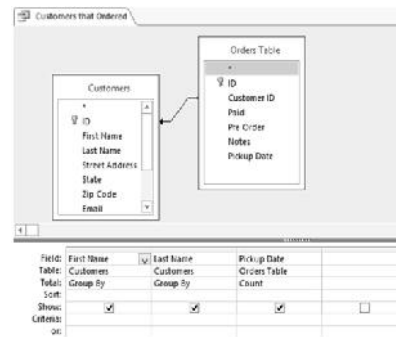 Customers that Ordered
Orders Table
*
ID
Customer ID
Paid
Pre Order
Notes
Pickup Date
Customers
*
ID
First Name
Last Name
Street Address
State
Zip Code
Email
Field: First Name Last Name Pickup Date
Table: Customers Customers Orders Table
Total: Group By Group By Count
Sort:
Show:
Criteria:
or: